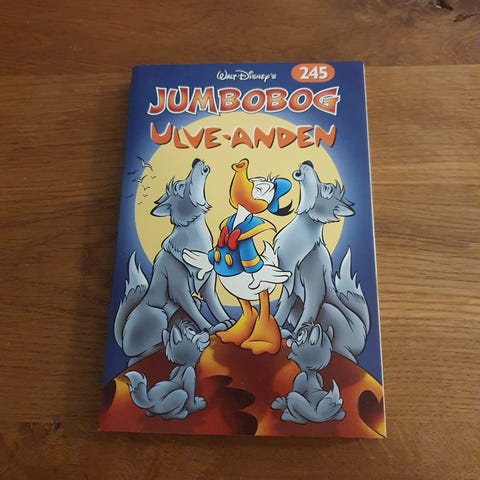 Walt Disney's
245
JUMBOBOG
ULVE-ANDEN